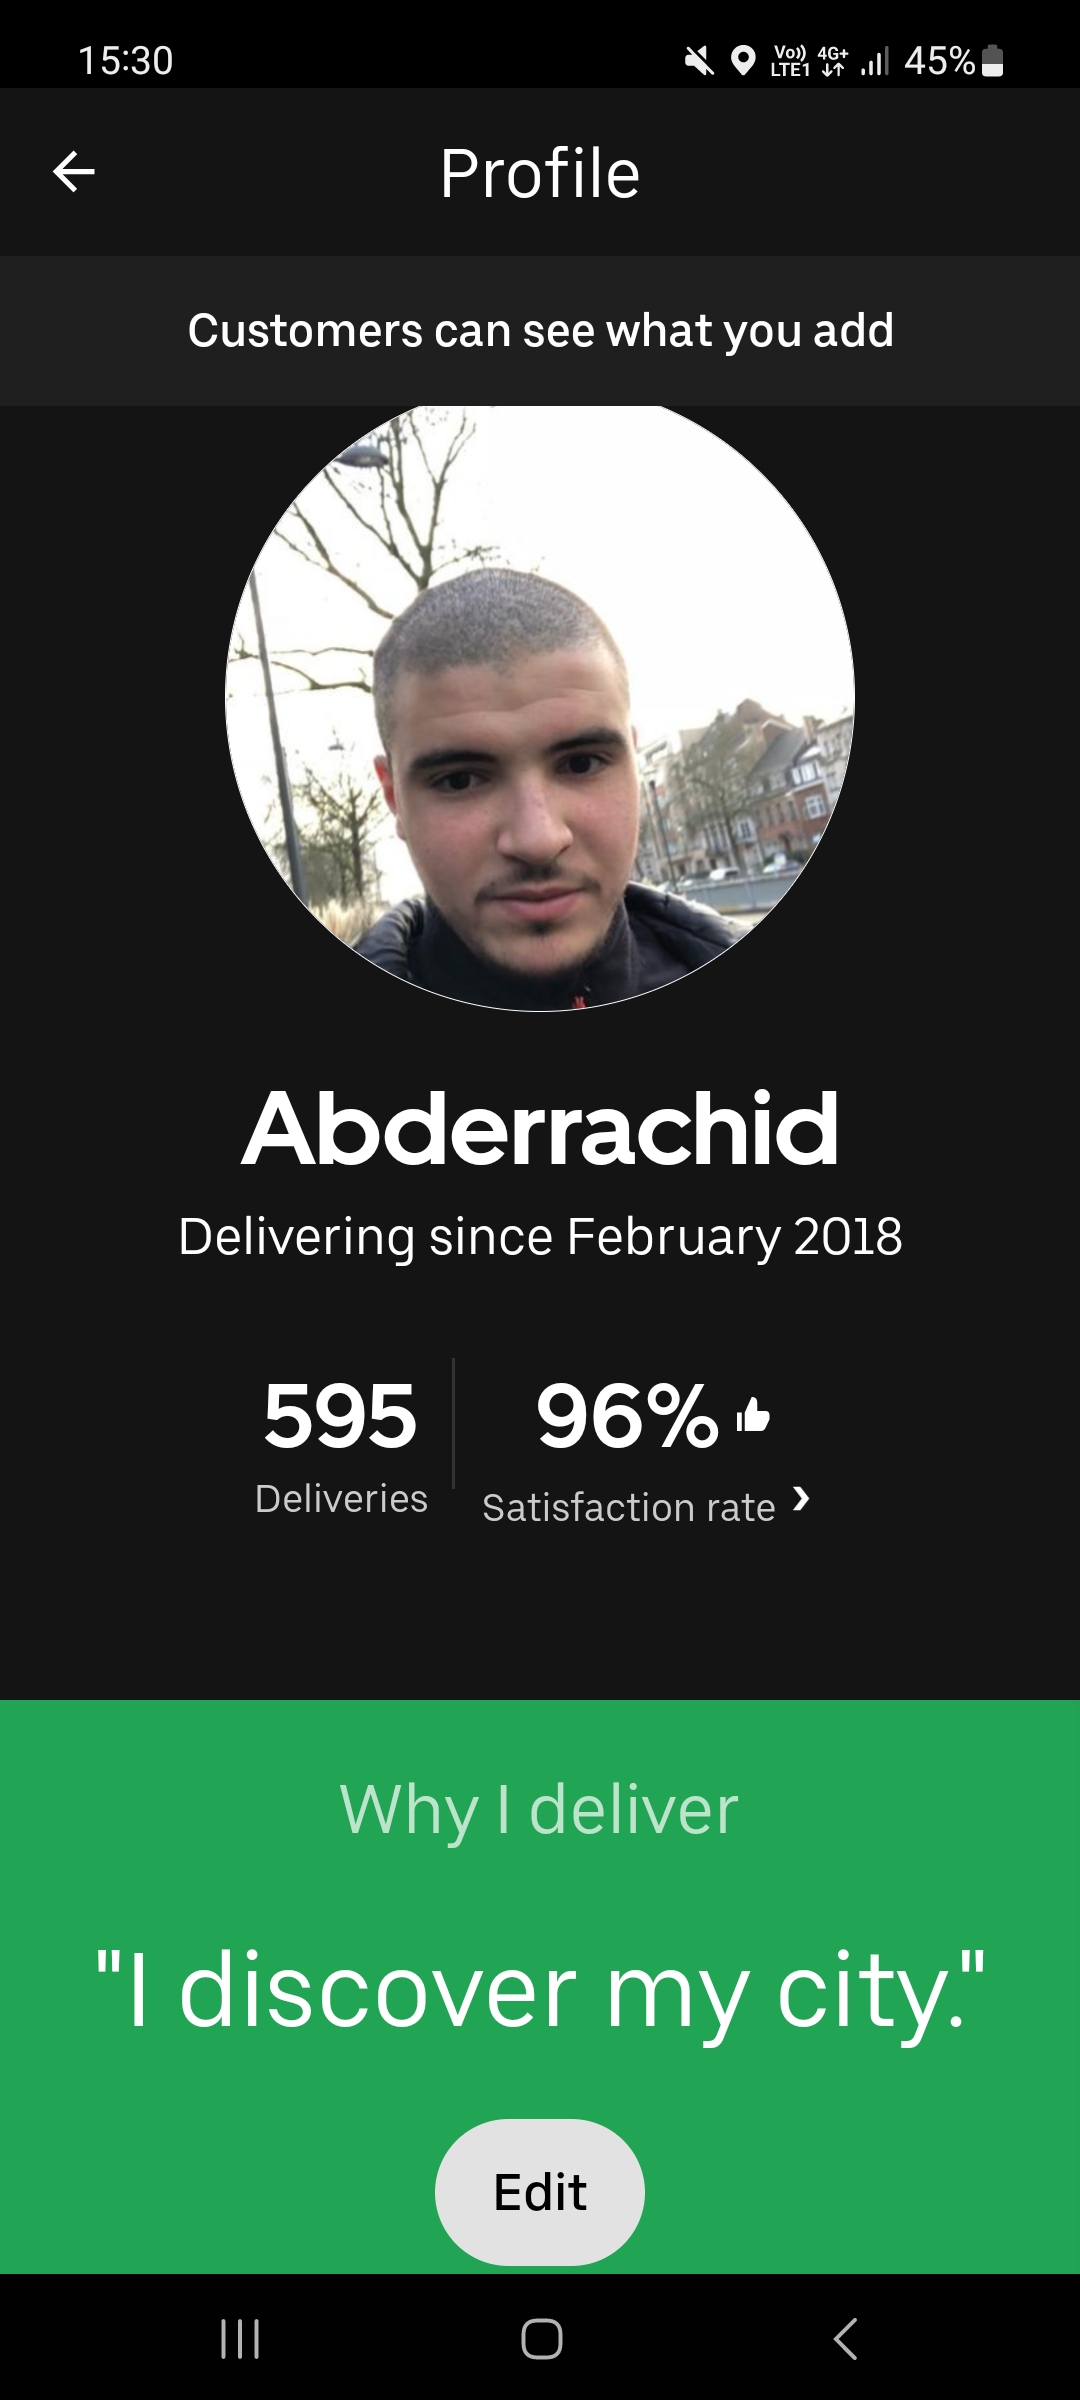 15:30
Vo)) LTE1 4G+ 45%
Profile
Customers can see what you add
Abderrachid
Delivering since February 2018
595 96%
Deliveries Satisfaction rate
Why I deliver
"I discover my city."
Edit